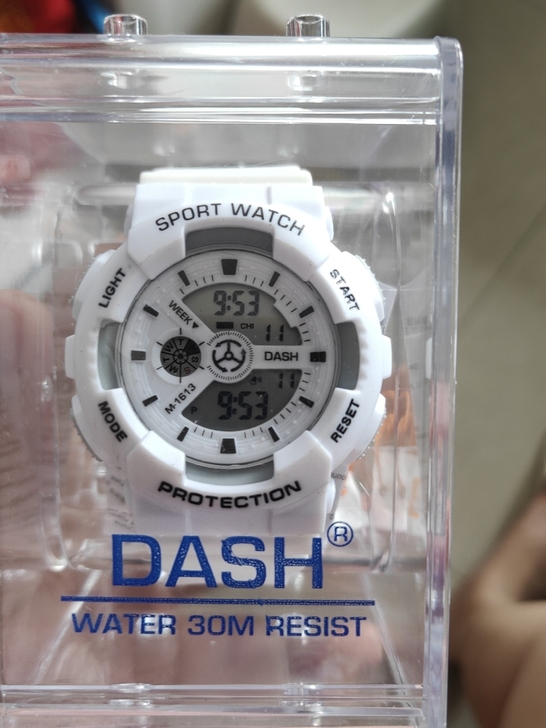 SPORT WATCH
LIGHT
START
9:53
WEEK
CHI
11
DASH
11
M-1613
P
9:53
MODE
RESET
PROTECTION
DASH®
WATER 30M RESIST